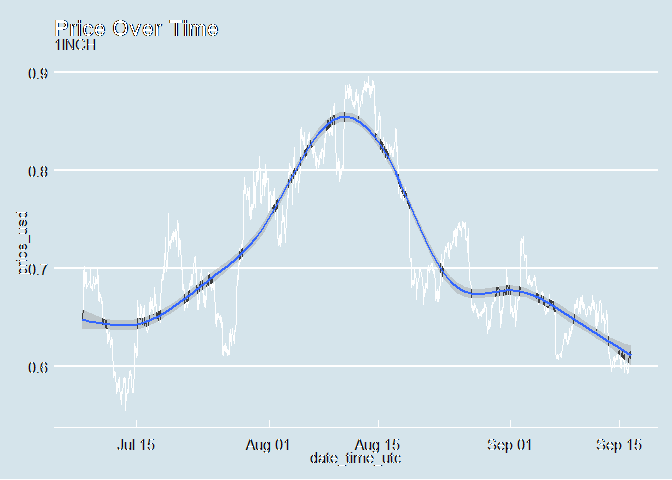 Price Over Time
1INCH
0.9
0.8
0.7
0.6
price_usd
Jul 15
Aug 01
Aug 15
Sep 01
Sep 15
date_time_utc